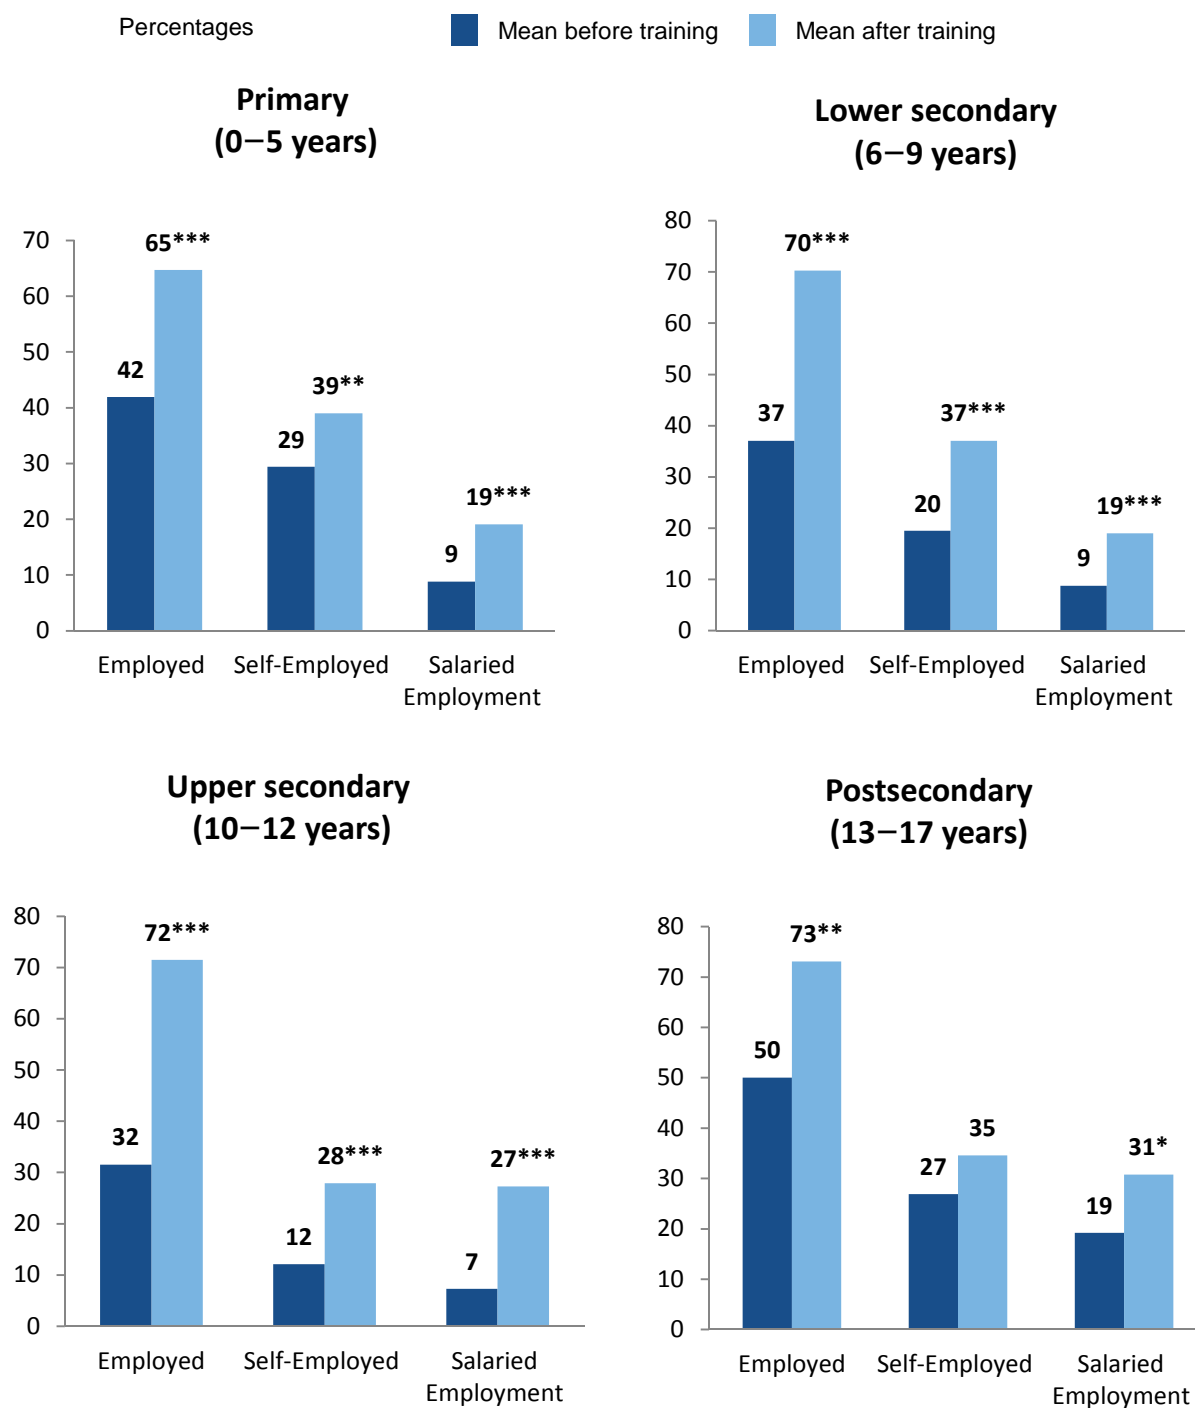 Percentages
Mean before training
Mean after training
Primary
(0–5 years)
70
60
50
40
30
20
10
0
42
65***
29
39**
9
19***
Employed
Self-Employed
Salaried
Employment
Lower secondary
(6–9 years)
80
70
60
50
40
30
20
10
0
37
70***
20
37***
9
19***
Employed
Self-Employed
Salaried
Employment
Upper secondary
(10–12 years)
80
70
60
50
40
30
20
10
0
32
72***
12
28***
7
27***
Employed
Self-Employed
Salaried
Employment
Postsecondary
(13–17 years)
80
70
60
50
40
30
20
10
0
50
73**
27
35
19
31*
Employed
Self-Employed
Salaried
Employment